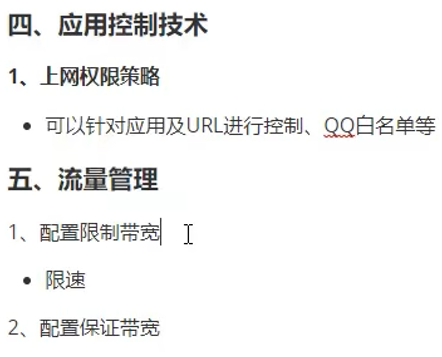 四、应用控制技术
1、上网权限策略
• 可以针对应用及URL进行控制、QQ白名单等
五、流量管理
1、配置限制带宽
• 限速
2、配置保证带宽